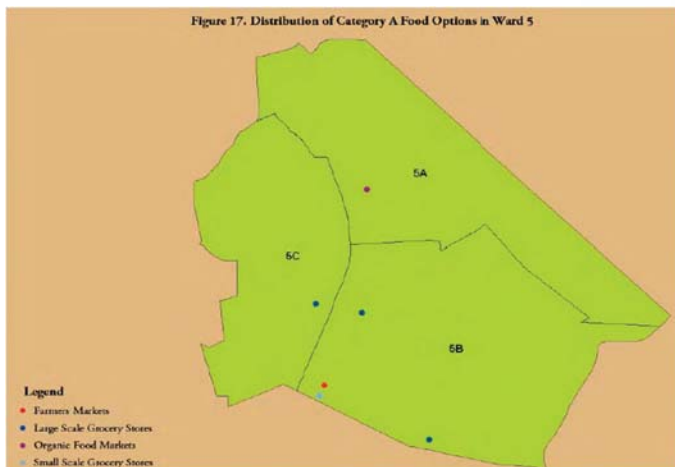 Figure 17. Distribution of Category A Food Options in Ward 5
5A
5C
5B
Legend
Farmers Markets
Large Scale Grocery Stores
Organic Food Markets
Small Scale Grocery Stores